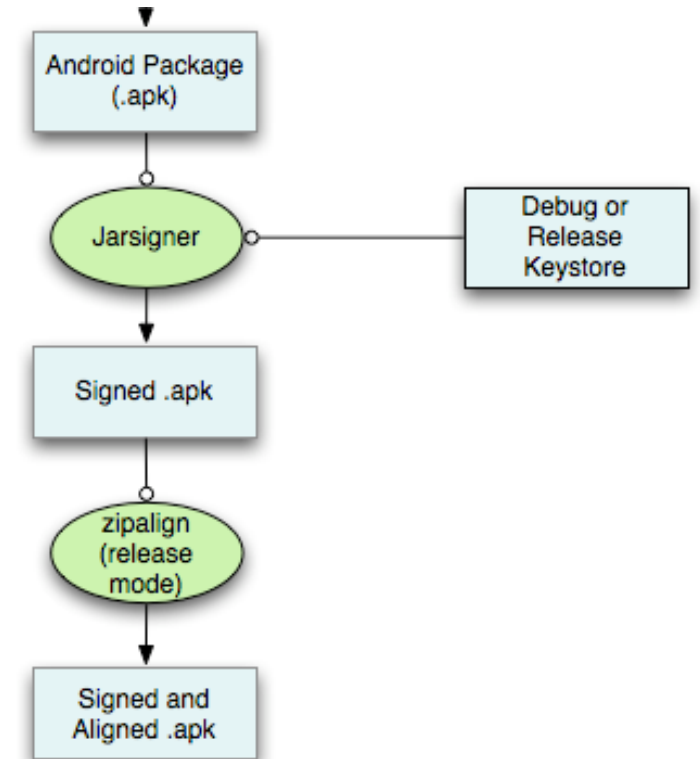 Android Package
(.apk)
Jarsigner
Debug or
Release
Keystore
Signed .apk
zipalign
(release
mode)
Signed and
Aligned .apk